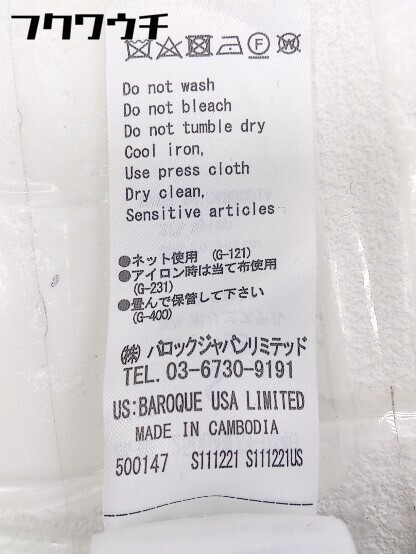 フクワウチ
Do not wash
Do not bleach
Do not tumble dry
Cool iron,
Use press cloth
Dry clean,
Sensitive articles
●ネット使用 (G-121)
●アイロン時は当て布使用
(G-231)
●畳んで保管して下さい
(G-400)
㈱ バロックジャパンリミテッド
TEL. 03-6730-9191
US:BAROQUE USA LIMITED
MADE IN CAMBODIA
500147 S111221 S111221US